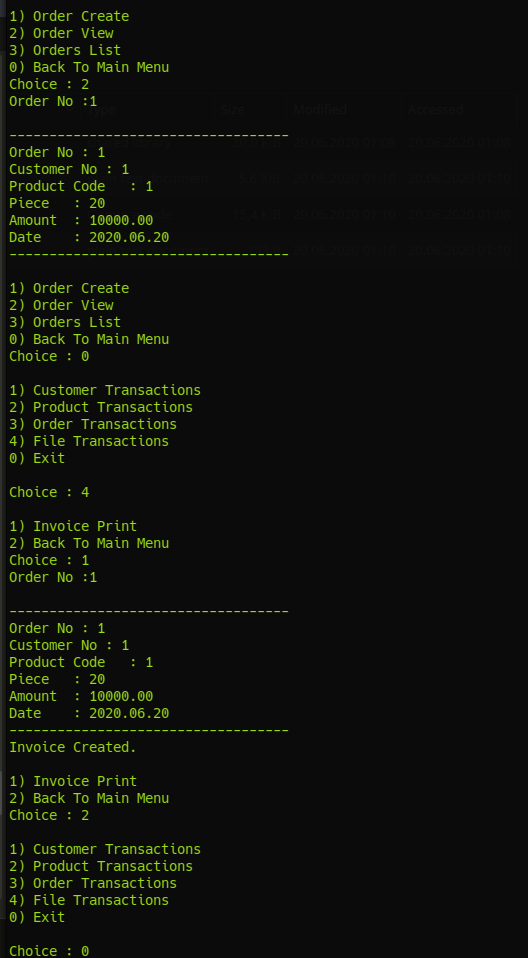 1) Order Create
2) Order View
3) Orders List
0) Back To Main Menu
Choice : 2
Order No :1
Type Size Modified Accessed
-----------------------------------
Order No : 1
Customer No : 1
Product Code   : 1
Piece   : 20
Amount  : 10000.00
Date    : 2020.06.20
-----------------------------------
1) Order Create
2) Order View
3) Orders List
0) Back To Main Menu
Choice : 0
1) Customer Transactions
2) Product Transactions
3) Order Transactions
4) File Transactions
0) Exit
Choice : 4
1) Invoice Print
2) Back To Main Menu
Choice : 1
Order No :1
-----------------------------------
Order No : 1
Customer No : 1
Product Code   : 1
Piece   : 20
Amount  : 10000.00
Date    : 2020.06.20
-----------------------------------
Invoice Created.
1) Invoice Print
2) Back To Main Menu
Choice : 2
1) Customer Transactions
2) Product Transactions
3) Order Transactions
4) File Transactions
0) Exit
Choice : 0